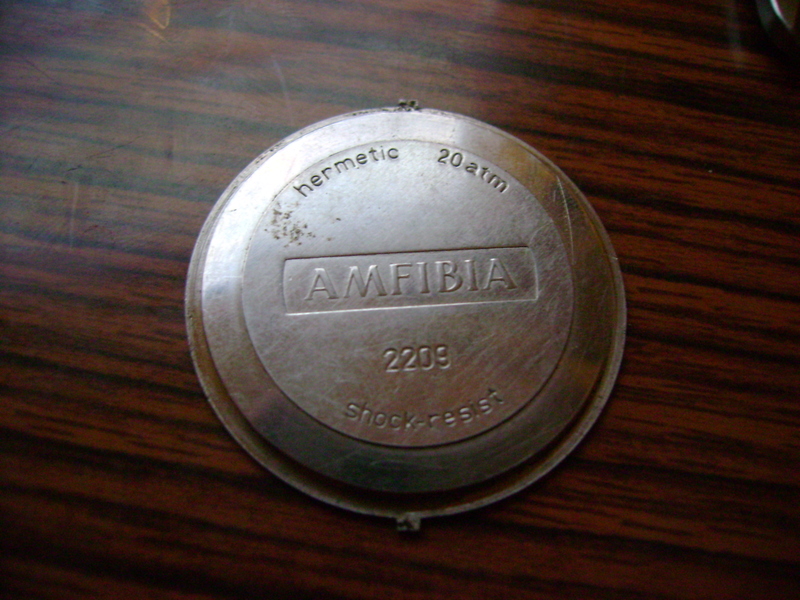 hermetic 20atm
AMFIBIA
2209
shock-resist